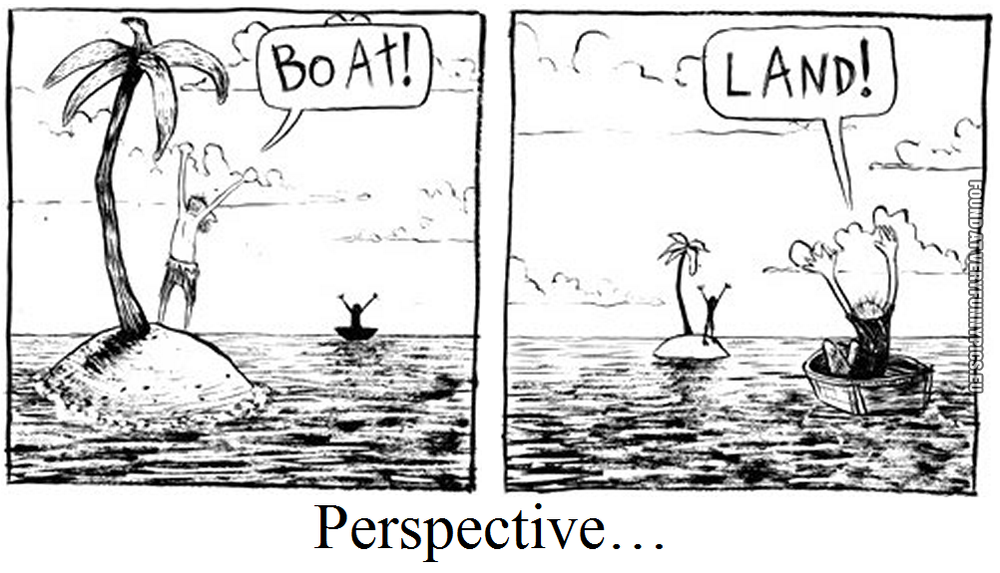 BOAt!
LAND!
FOUND AT VERYFUNNYPICS.EU
Perspective...